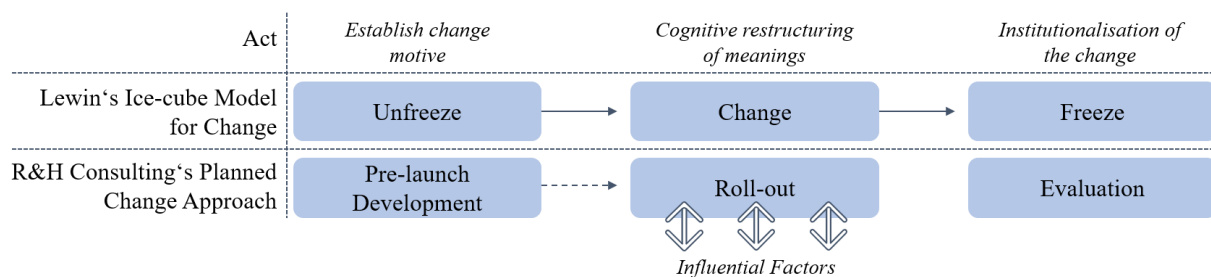 Act
Establish change
motive
Cognitive restructuring
of meanings
Institutionalisation of
the change
Lewin‘s Ice-cube Model
for Change
Unfreeze
Change
Freeze
R&H Consulting‘s Planned
Change Approach
Pre-launch
Development
Roll-out
Evaluation
Influential Factors